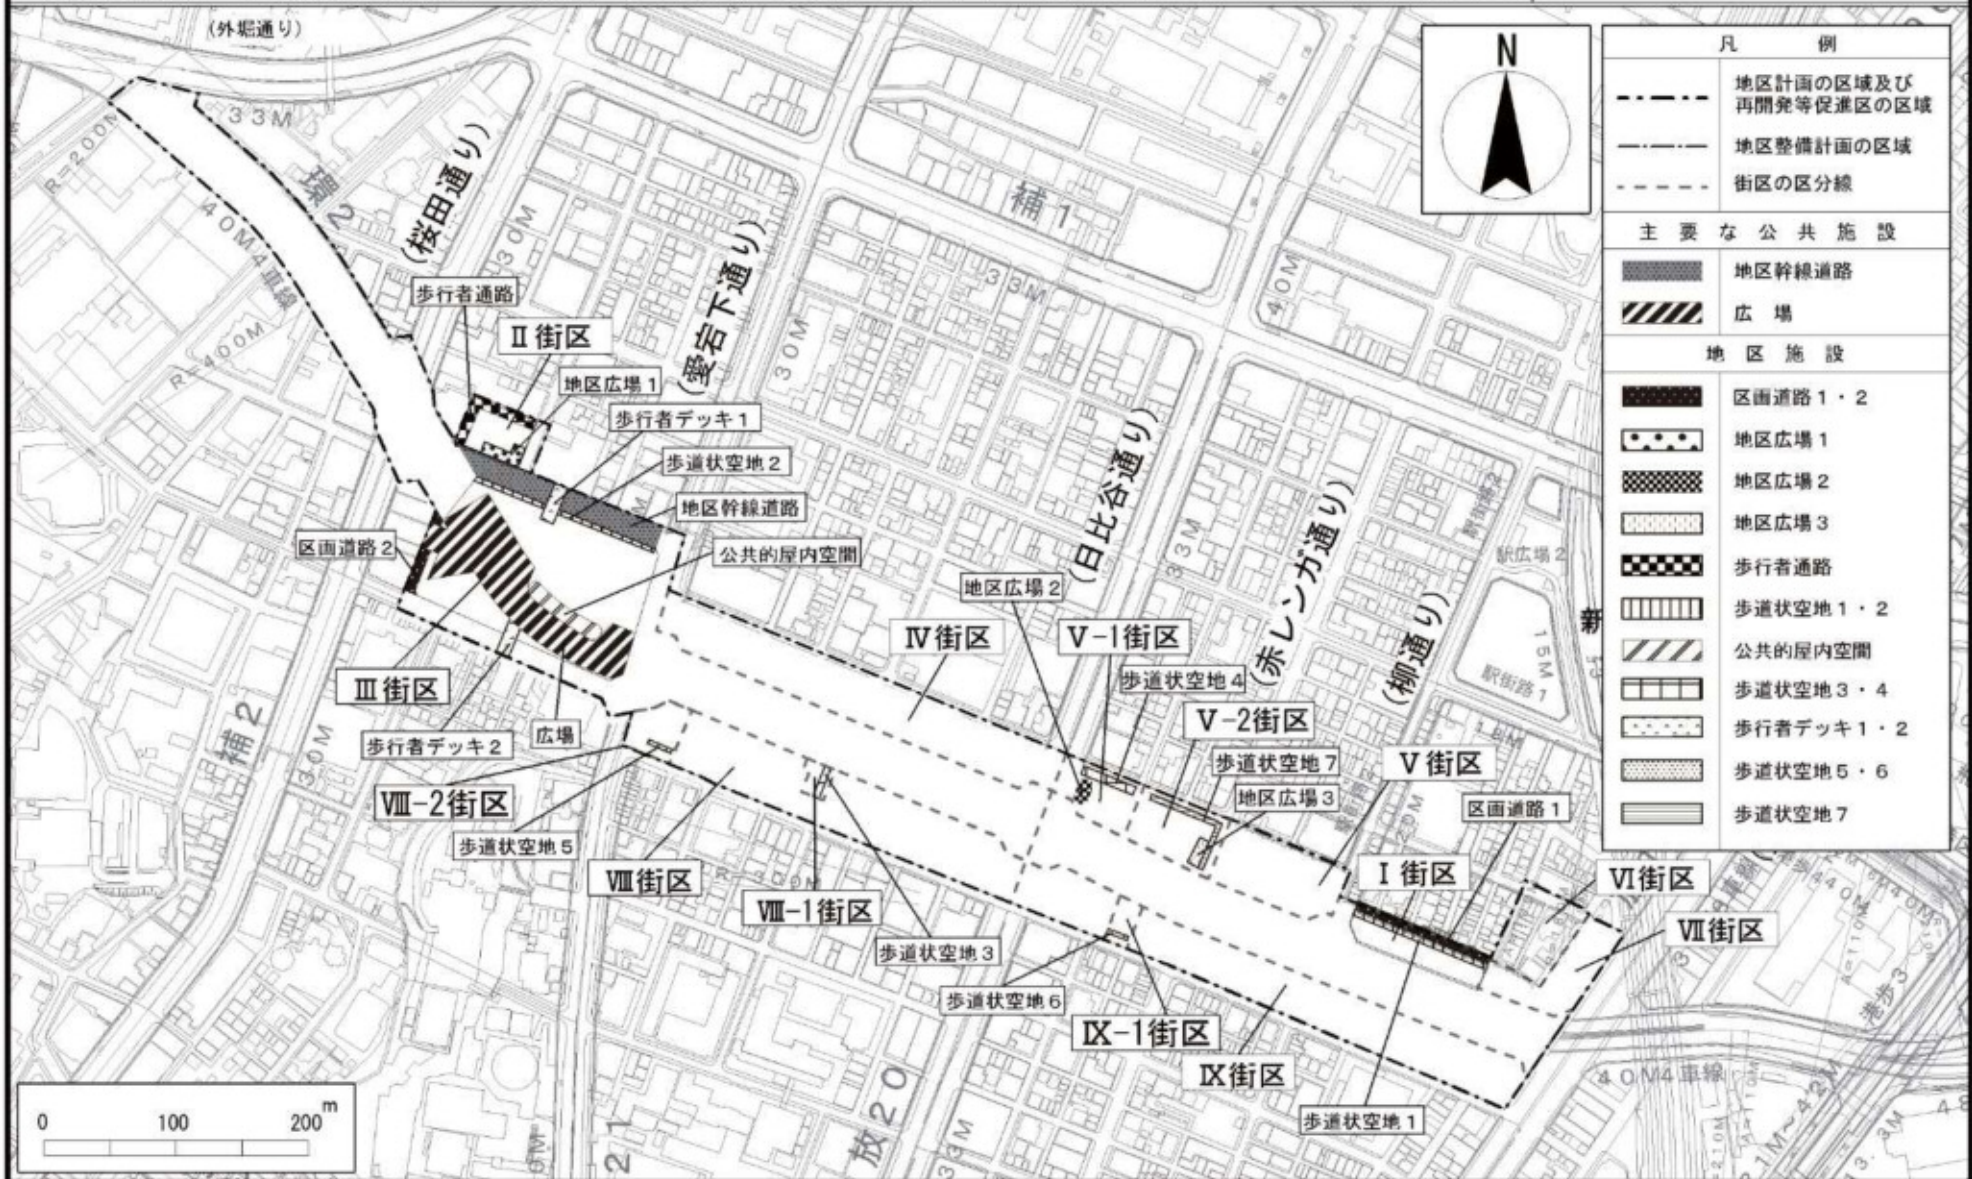 (外堀通り)
33M
R=200M
環2
40M4車線
(桜田通り)
30M
R=400M
(愛宕下通り)
30M
補1
33M
40M
N
凡 例
地区計画の区域及び
再開発等促進区の区域
地区整備計画の区域
街区の区分線
主要な公共施設
地区幹線道路
広 場
地区施設
区画道路1・2
地区広場1
地区広場2
地区広場3
歩行者通路
歩道状空地1・2
公共的屋内空間
歩道状空地3・4
歩行者デッキ1・2
歩道状空地5・6
歩道状空地7
歩行者通路
Ⅱ街区
地区広場1
歩行者デッキ1
歩道状空地2
地区幹線道路
公共的屋内空間
区画道路2
Ⅲ街区
歩行者デッキ2
広場
補2
30M
Ⅷ-2街区
歩道状空地5
Ⅷ街区
Ⅷ-1街区
歩道状空地3
Ⅳ街区
地区広場2
(日比谷通り)
33M
Ⅴ-1街区
歩道状空地4
(赤レンガ通り)
Ⅴ-2街区
歩道状空地7
地区広場3
(柳通り)
Ⅴ街区
区画道路1
Ⅰ街区
Ⅵ街区
Ⅶ街区
駅街路2
駅広場2
新
15M
駅街路1
歩道状空地6
Ⅸ-1街区
Ⅸ街区
歩道状空地1
40M4車線
港歩3
21
放20
33M
0 100 200 m